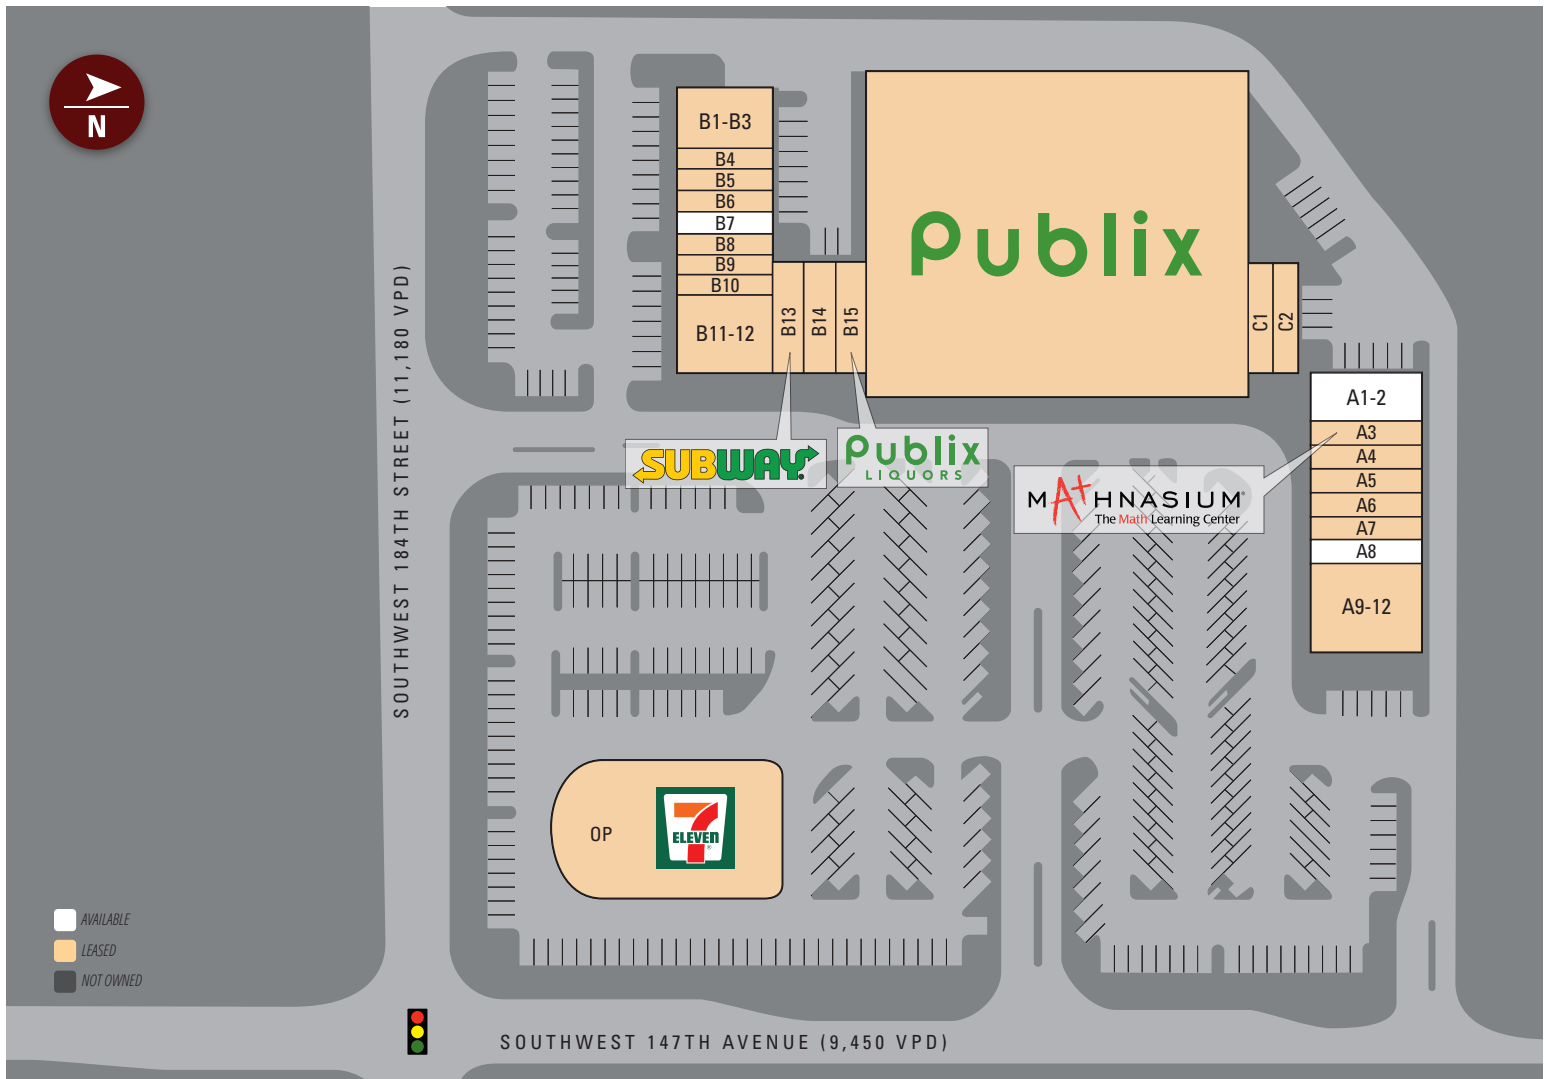 N
SOUTHWEST 184TH STREET (11,180 VPD)
B1-B3
B4
B5
B6
B7
B8
B9
B10
B11-12
B13
B14
B15
Publix
C1
C2
SUBWAY
Publix
LIQUORS
MATHNASIUM
The Math Learning Center
A1-2
A3
A4
A5
A6
A7
A8
A9-12
OP
7
ELEVEN
®
AVAILABLE
LEASED
NOT OWNED
SOUTHWEST 147TH AVENUE (9,450 VPD)